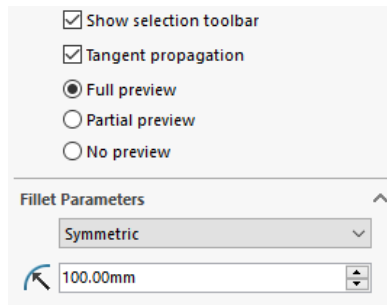 Show selection toolbar
Tangent propagation
Full preview
Partial preview
No preview
Fillet Parameters
Symmetric
100.00mm